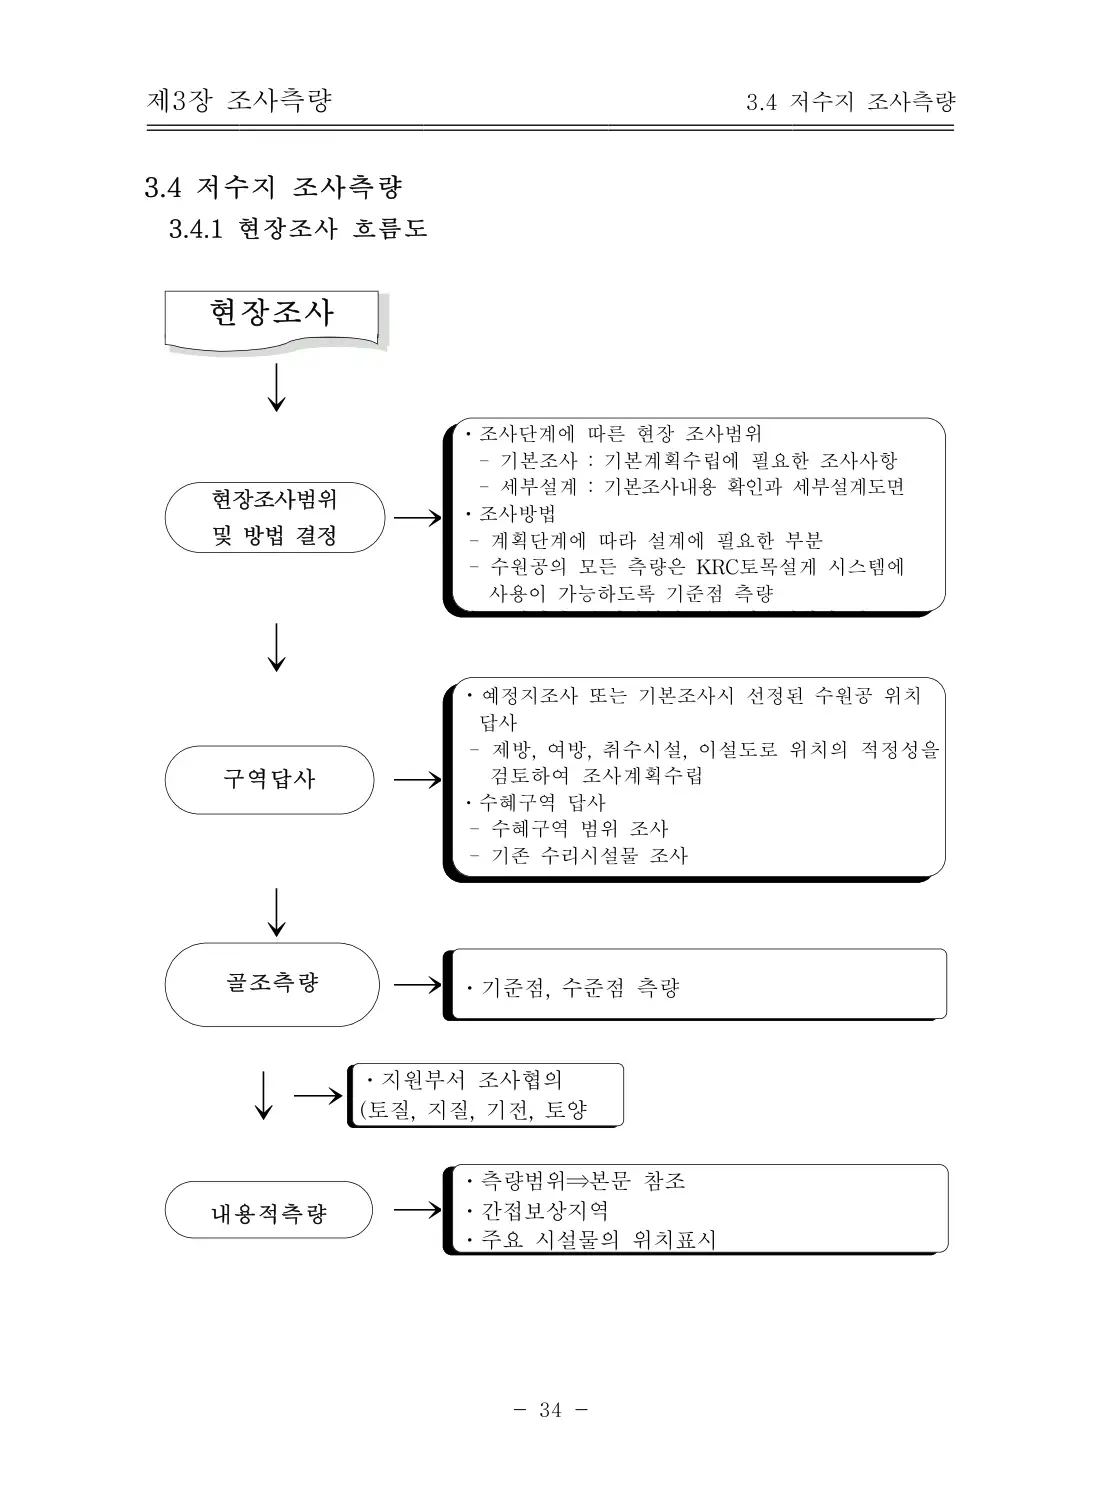 제3장 조사측량
3.4 저수지 조사측량
3.4 저수지 조사측량
3.4.1 현장조사 흐름도
현장조사
현장조사범위
및 방법 결정
· 조사단계에 따른 현장 조사범위
- 기본조사 : 기본계획수립에 필요한 조사사항
- 세부설계 : 기본조사내용 확인과 세부설계도면
· 조사방법
- 계획단계에 따라 설계에 필요한 부분
- 수원공의 모든 측량은 KRC토목설게 시스템에
사용이 가능하도록 기준점 측량
구역답사
· 예정지조사 또는 기본조사시 선정된 수원공 위치
답사
- 제방, 여방, 취수시설, 이설도로 위치의 적정성을
검토하여 조사계획수립
· 수혜구역 답사
- 수혜구역 범위 조사
- 기존 수리시설물 조사
골조측량
· 기준점, 수준점 측량
· 지원부서 조사협의
(토질, 지질, 기전, 토양
내용적측량
· 측량범위⇒본문 참조
· 간접보상지역
· 주요 시설물의 위치표시
- 34 -